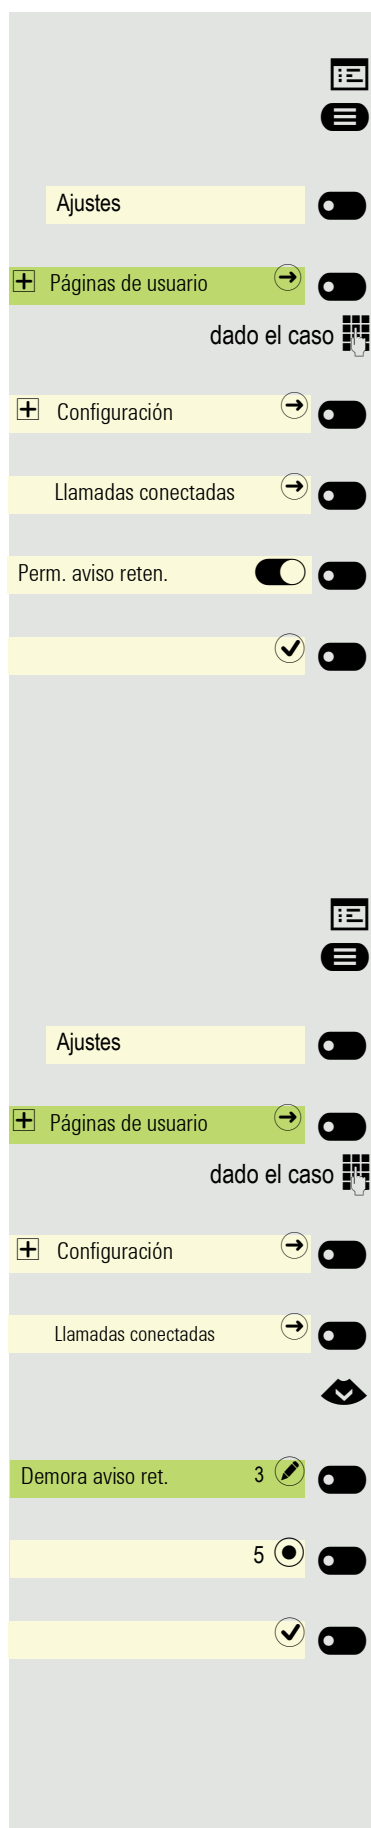 Ajustes
Páginas de usuario
dado el caso
Configuración
Llamadas conectadas
Perm. aviso reten.
Ajustes
Páginas de usuario
dado el caso
Configuración
Llamadas conectadas
Demora aviso ret. 3
5